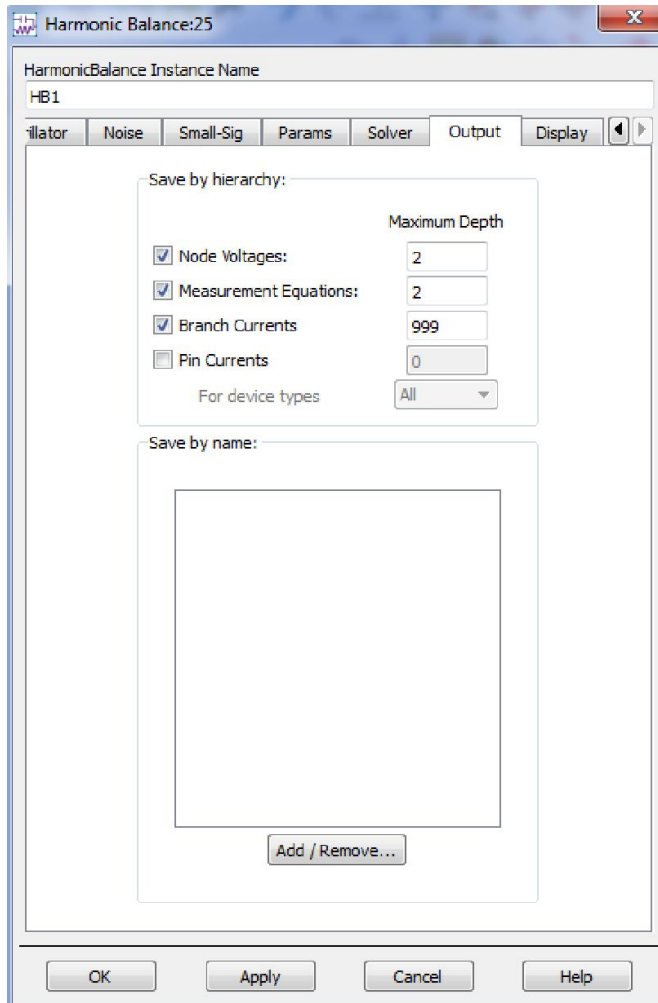 Harmonic Balance:25
HarmonicBalance Instance Name
HB1
illator Noise Small-Sig Params Solver Output Display
Save by hierarchy:
Maximum Depth
Node Voltages: 2
Measurement Equations: 2
Branch Currents 999
Pin Currents 0
For device types All
Save by name:
Add / Remove...
OK Apply Cancel Help